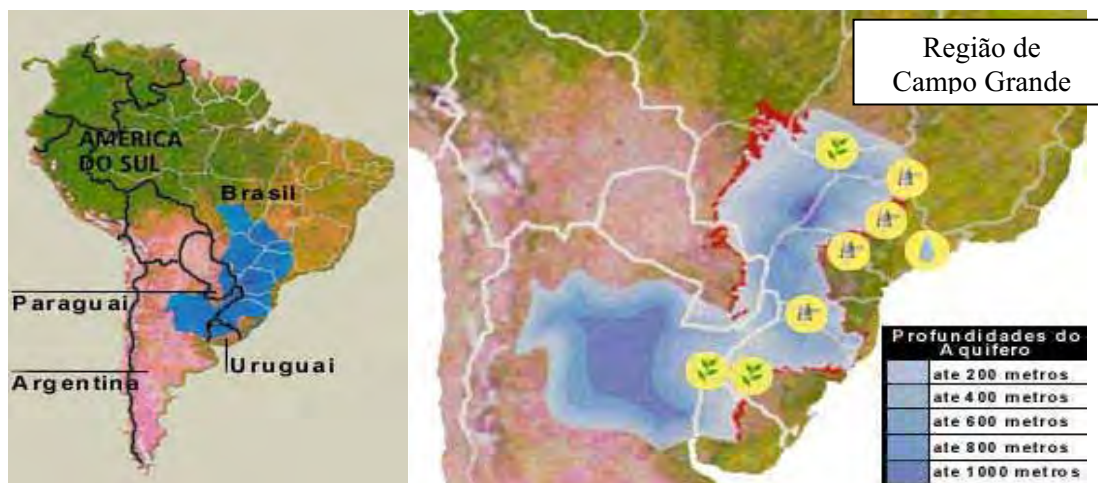 AMÉRICA
DO SUL
Brasil
Paraguai
Uruguai
Argentina
Região de
Campo Grande
Profundidades do
Aquifero
ate 200 metros
ate 400 metros
ate 600 metros
ate 800 metros
ate 1000 metros